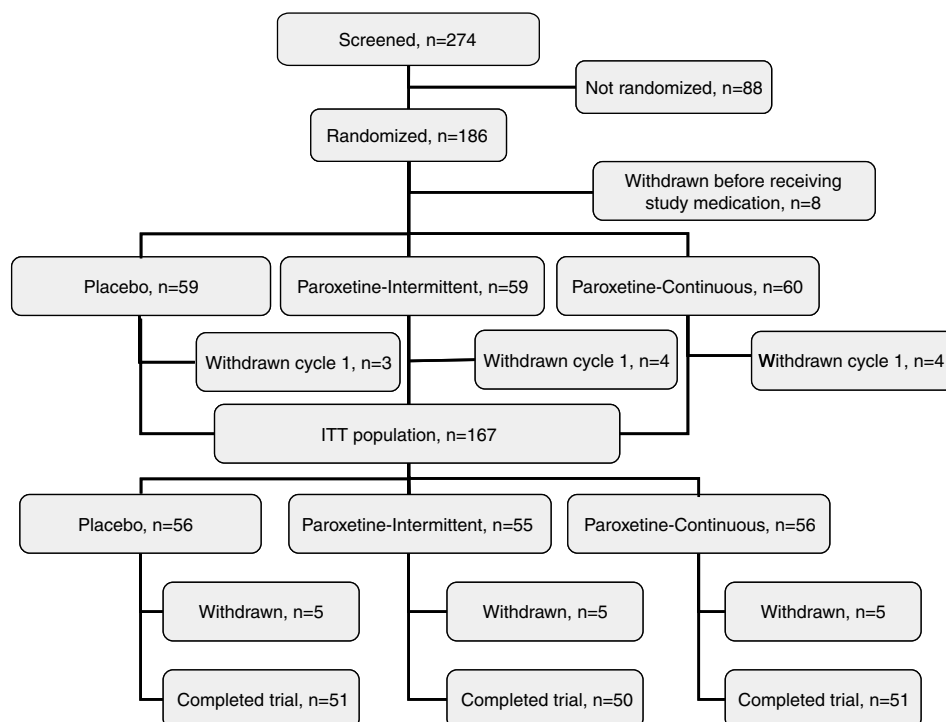 Screened, n=274
Not randomized, n=88
Randomized, n=186
Withdrawn before receiving
study medication, n=8
Placebo, n=59
Paroxetine-Intermittent, n=59
Paroxetine-Continuous, n=60
Withdrawn cycle 1, n=3
Withdrawn cycle 1, n=4
Withdrawn cycle 1, n=4
ITT population, n=167
Placebo, n=56
Paroxetine-Intermittent, n=55
Paroxetine-Continuous, n=56
Withdrawn, n=5
Withdrawn, n=5
Withdrawn, n=5
Completed trial, n=51
Completed trial, n=50
Completed trial, n=51